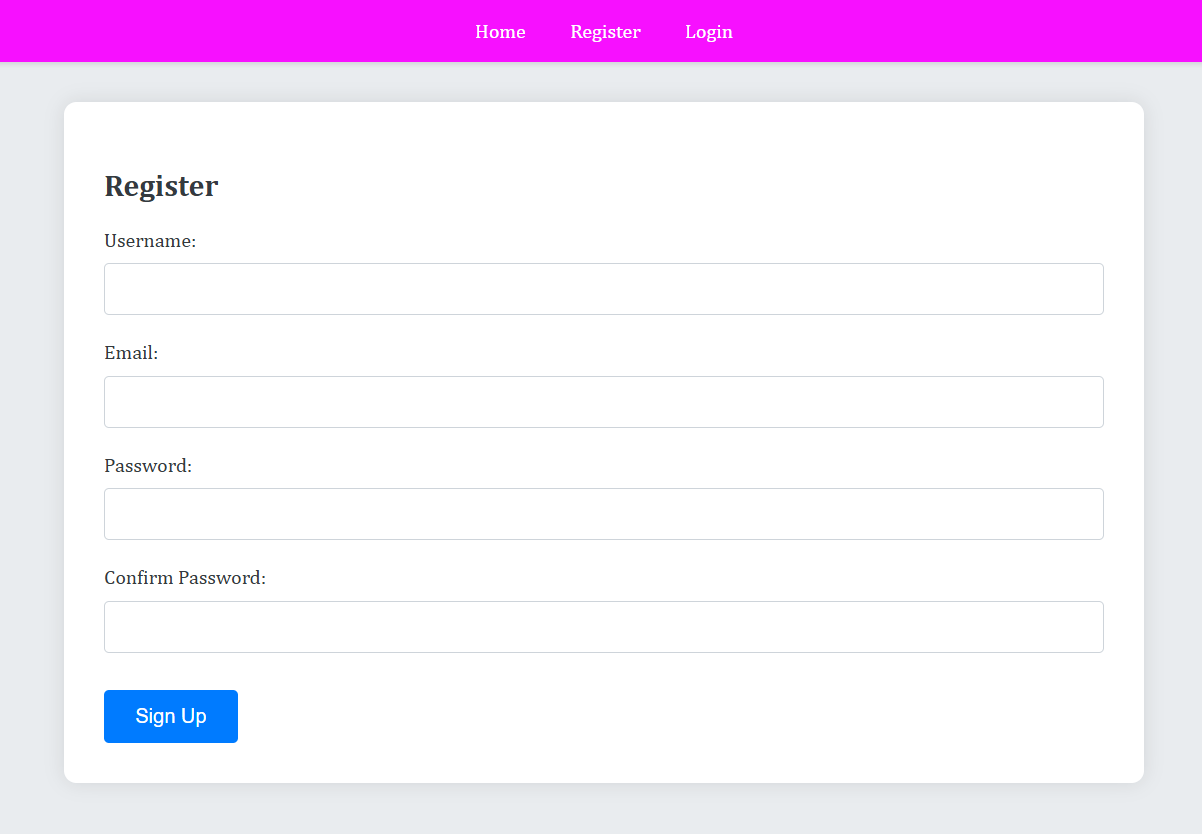 Home Register Login
Register
Username:
Email:
Password:
Confirm Password:
Sign Up